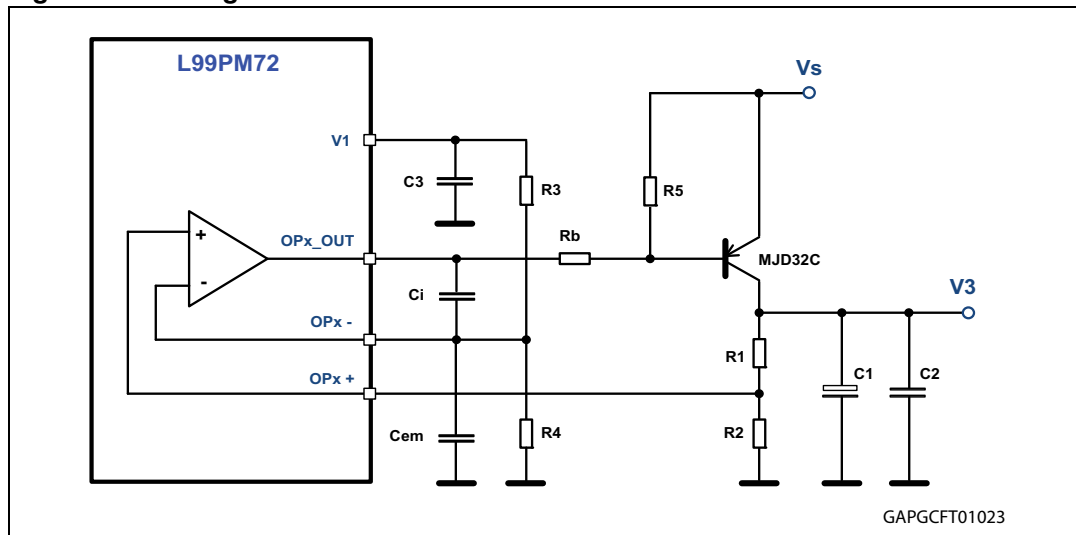 L99PM72
Vs
V1
C3
R3
R5
OPx_OUT
Rb
MJD32C
+
-
Ci
V3
OPx -
R1
OPx +
C1
C2
Cem
R4
R2
GAPGCFT01023